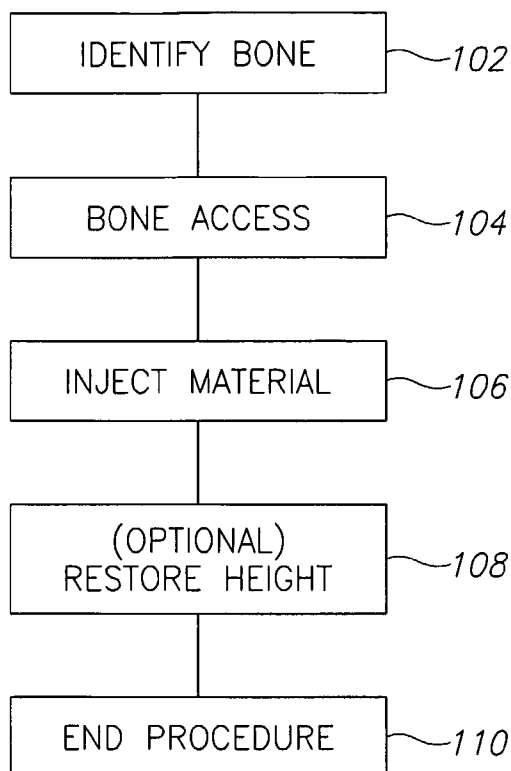 IDENTIFY BONE 102
BONE ACCESS 104
INJECT MATERIAL 106
(OPTIONAL)
RESTORE HEIGHT 108
END PROCEDURE 110